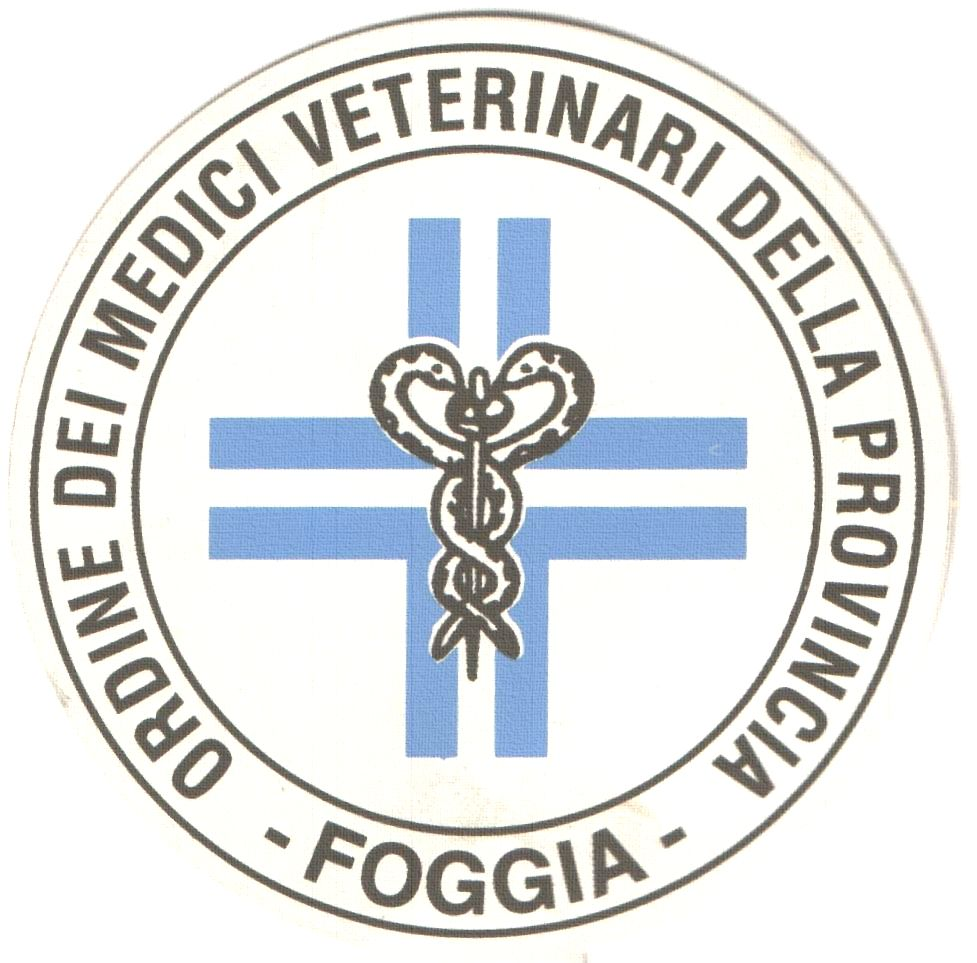 ORDINE DEI MEDICI VETERINARI DELLA PROVINCIA
- FOGGIA -